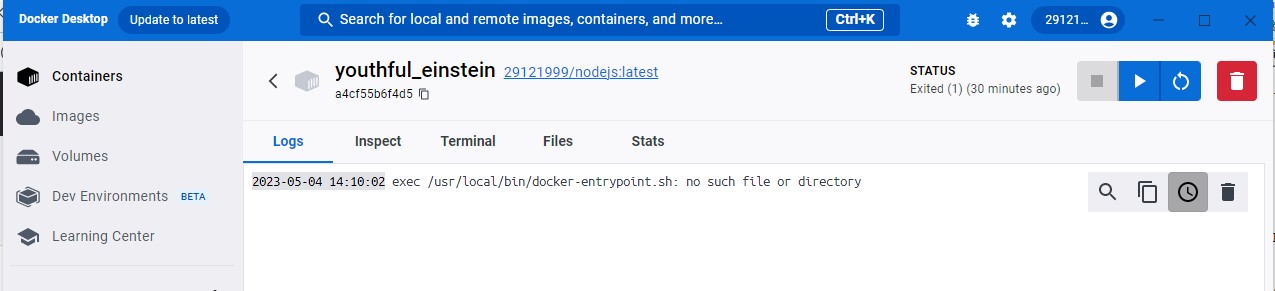 Docker Desktop Update to latest Search for local and remote images, containers, and more... Ctrl+K 29121...
Containers
Images
Volumes
Dev Environments BETA
Learning Center
youthful_einstein 29121999/nodejs:latest
a4cf55b6f4d5
STATUS
Exited (1) (30 minutes ago)
Logs Inspect Terminal Files Stats
2023-05-04 14:10:02 exec /usr/local/bin/docker-entrypoint.sh: no such file or directory